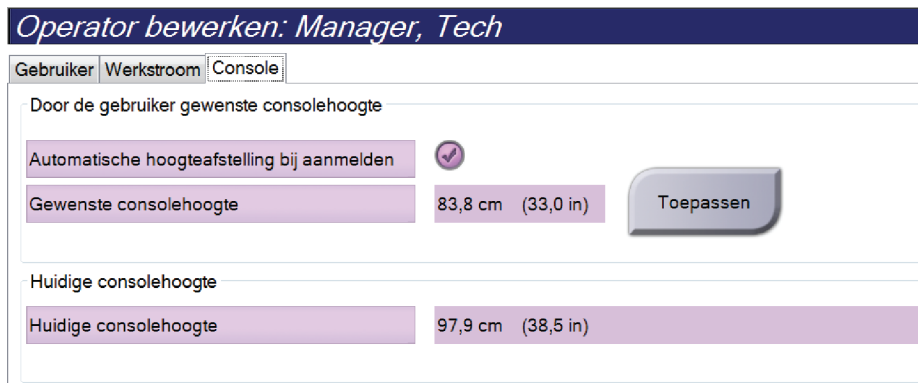 Operator bewerken: Manager, Tech
Gebruiker Werkstroom Console
Door de gebruiker gewenste consolehoogte
Automatische hoogteafstelling bij aanmelden
Gewenste consolehoogte 83,8 cm (33,0 in) Toepassen
Huidige consolehoogte
Huidige consolehoogte 97,9 cm (38,5 in)